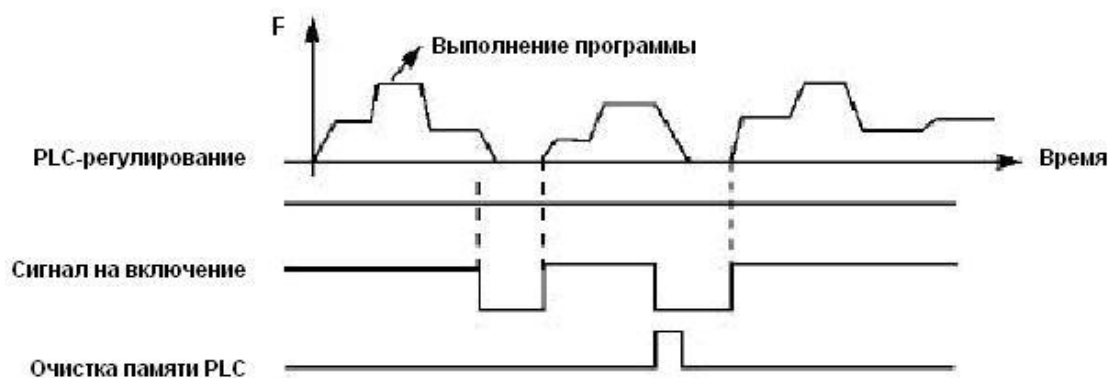 F
Выполнение программы
PLC-регулирование
Время
Сигнал на включение
Очистка памяти PLC